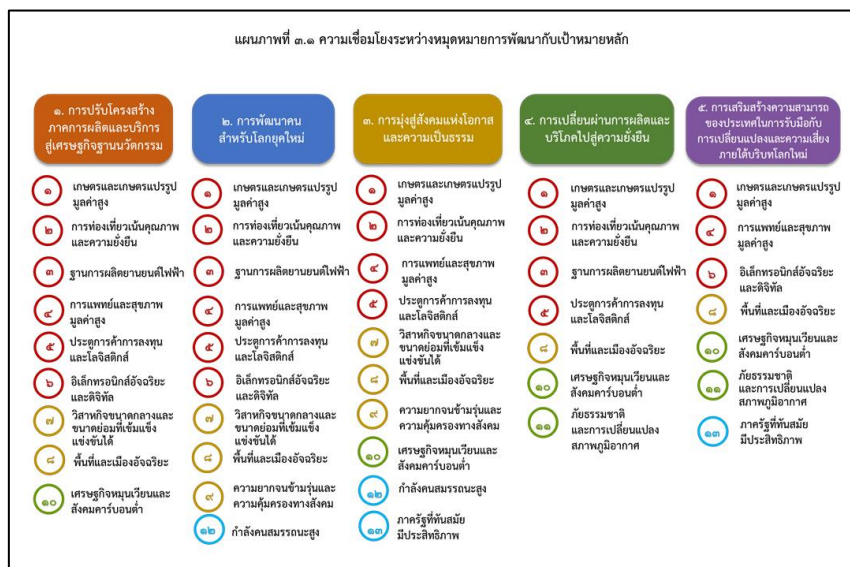 แผนภาพที่ ๓.๑ ความเชื่อมโยงระหว่างหมุดหมายการพัฒนากับเป้าหมายหลัก
๑. การปรับโครงสร้าง
ภาคการผลิตและบริการ
สู่เศรษฐกิจฐานนวัตกรรม
๑ เกษตรและเกษตรแปรรูป
มูลค่าสูง
๒ การท่องเที่ยวเน้นคุณภาพ
และความยั่งยืน
๓ ฐานการผลิตยานยนต์ไฟฟ้า
๔ การแพทย์และสุขภาพ
มูลค่าสูง
๕ ประตูการค้าการลงทุน
และโลจิสติกส์
๖ อิเล็กทรอนิกส์อัจฉริยะ
และดิจิทัล
๗ วิสาหกิจขนาดกลางและ
ขนาดย่อมที่เข้มแข็ง
แข่งขันได้
๘ พื้นที่และเมืองอัจฉริยะ
๑๐ เศรษฐกิจหมุนเวียนและ
สังคมคาร์บอนต่ำ
๒. การพัฒนาคน
สำหรับโลกยุคใหม่
๑ เกษตรและเกษตรแปรรูป
มูลค่าสูง
๒ การท่องเที่ยวเน้นคุณภาพ
และความยั่งยืน
๓ ฐานการผลิตยานยนต์ไฟฟ้า
๔ การแพทย์และสุขภาพ
มูลค่าสูง
๕ ประตูการค้าการลงทุน
และโลจิสติกส์
๖ อิเล็กทรอนิกส์อัจฉริยะ
และดิจิทัล
๗ วิสาหกิจขนาดกลางและ
ขนาดย่อมที่เข้มแข็ง
แข่งขันได้
๘ พื้นที่และเมืองอัจฉริยะ
๙ ความยากจนข้ามรุ่นและ
ความคุ้มครองทางสังคม
๑๒ กำลังคนสมรรถนะสูง
๓. การมุ่งสู่สังคมแห่งโอกาส
และความเป็นธรรม
๑ เกษตรและเกษตรแปรรูป
มูลค่าสูง
๒ การท่องเที่ยวเน้นคุณภาพ
และความยั่งยืน
๔ การแพทย์และสุขภาพ
มูลค่าสูง
๕ ประตูการค้าการลงทุน
และโลจิสติกส์
๗ วิสาหกิจขนาดกลางและ
ขนาดย่อมที่เข้มแข็ง
แข่งขันได้
๘ พื้นที่และเมืองอัจฉริยะ
๙ ความยากจนข้ามรุ่นและ
ความคุ้มครองทางสังคม
๑๐ เศรษฐกิจหมุนเวียนและ
สังคมคาร์บอนต่ำ
๑๒ กำลังคนสมรรถนะสูง
๑๓ ภาครัฐที่ทันสมัย
มีประสิทธิภาพ
๔. การเปลี่ยนผ่านการผลิตและ
บริโภคไปสู่ความยั่งยืน
๑ เกษตรและเกษตรแปรรูป
มูลค่าสูง
๒ การท่องเที่ยวเน้นคุณภาพ
และความยั่งยืน
๓ ฐานการผลิตยานยนต์ไฟฟ้า
๕ ประตูการค้าการลงทุน
และโลจิสติกส์
๘ พื้นที่และเมืองอัจฉริยะ
๑๐ เศรษฐกิจหมุนเวียนและ
สังคมคาร์บอนต่ำ
๑๑ ภัยธรรมชาติ
และการเปลี่ยนแปลง
สภาพภูมิอากาศ
๕. การเสริมสร้างความสามารถ
ของประเทศในการรับมือกับ
การเปลี่ยนแปลงและความเสี่ยง
ภายใต้บริบทโลกใหม่
๑ เกษตรและเกษตรแปรรูป
มูลค่าสูง
๔ การแพทย์และสุขภาพ
มูลค่าสูง
๖ อิเล็กทรอนิกส์อัจฉริยะ
และดิจิทัล
๘ พื้นที่และเมืองอัจฉริยะ
๑๐ เศรษฐกิจหมุนเวียนและ
สังคมคาร์บอนต่ำ
๑๑ ภัยธรรมชาติ
และการเปลี่ยนแปลง
สภาพภูมิอากาศ
๑๓ ภาครัฐที่ทันสมัย
มีประสิทธิภาพ